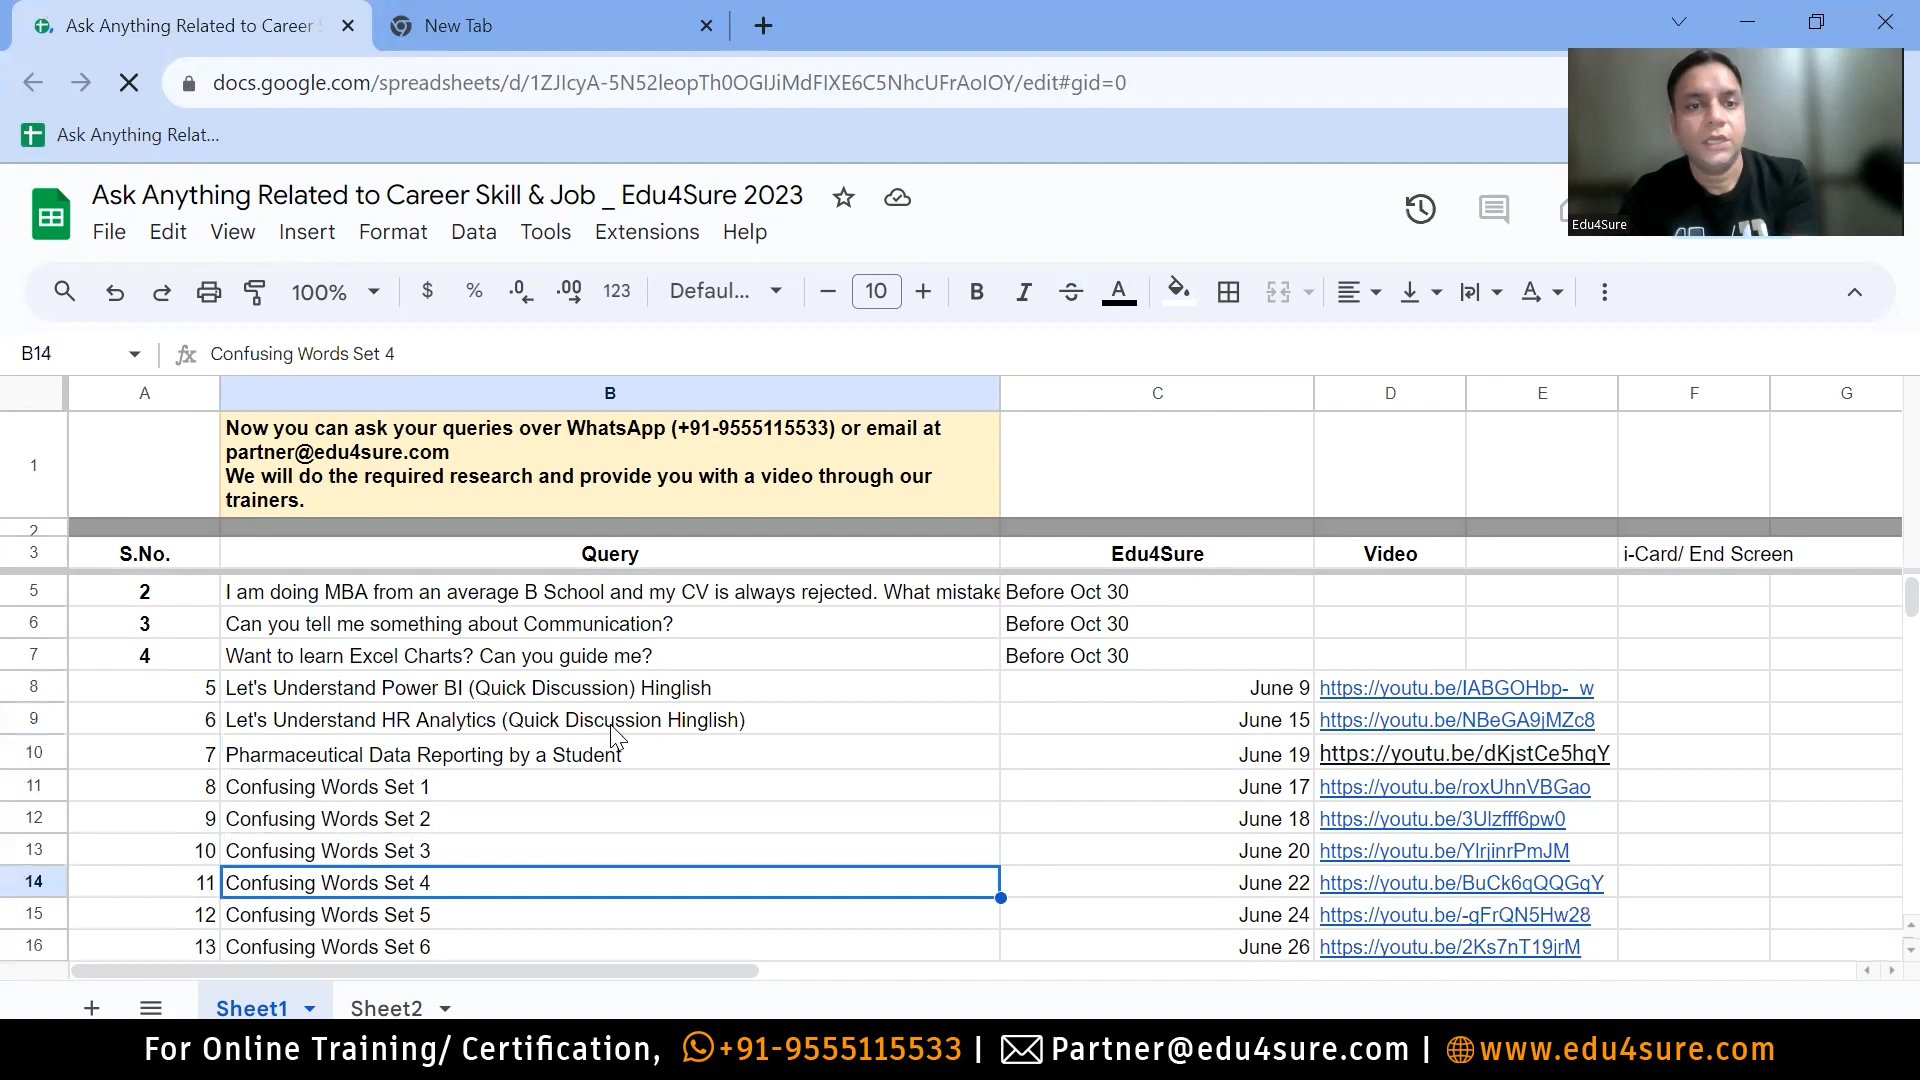 Ask Anything Related to Career S
New Tab
docs.google.com/spreadsheets/d/1ZJIcyA-5N52leopTh0OGIJiMdFIXE6C5NhcUFrAoIOY/edit#gid=0
Ask Anything Relat...
Ask Anything Related to Career Skill & Job _ Edu4Sure 2023
File Edit View Insert Format Data Tools Extensions Help
Edu4Sure
100% $ % .0 .00 123 Defaul... 10 B I A
B14 fx Confusing Words Set 4
A B C D E F G
1 Now you can ask your queries over WhatsApp (+91-9555115533) or email at
partner@edu4sure.com
We will do the required research and provide you with a video through our
trainers.
2
3 S.No. Query Edu4Sure Video i-Card/ End Screen
5 2 I am doing MBA from an average B School and my CV is always rejected. What mistake Before Oct 30
6 3 Can you tell me something about Communication? Before Oct 30
7 4 Want to learn Excel Charts? Can you guide me? Before Oct 30
8 5 Let's Understand Power BI (Quick Discussion) Hinglish June 9 https://youtu.be/IABGOHbp-_w
9 6 Let's Understand HR Analytics (Quick Discussion Hinglish) June 15 https://youtu.be/NBeGA9jMZc8
10 7 Pharmaceutical Data Reporting by a Student June 19 https://youtu.be/dKjstCe5hqY
11 8 Confusing Words Set 1 June 17 https://youtu.be/roxUhnVBGao
12 9 Confusing Words Set 2 June 18 https://youtu.be/3Ulzfff6pw0
13 10 Confusing Words Set 3 June 20 https://youtu.be/YlrjinrPmJM
14 11 Confusing Words Set 4 June 22 https://youtu.be/BuCk6qQQGqY
15 12 Confusing Words Set 5 June 24 https://youtu.be/-gFrQN5Hw28
16 13 Confusing Words Set 6 June 26 https://youtu.be/2Ks7nT19jrM
Sheet1 Sheet2
For Online Training/ Certification, +91-9555115533 | Partner@edu4sure.com | www.edu4sure.com